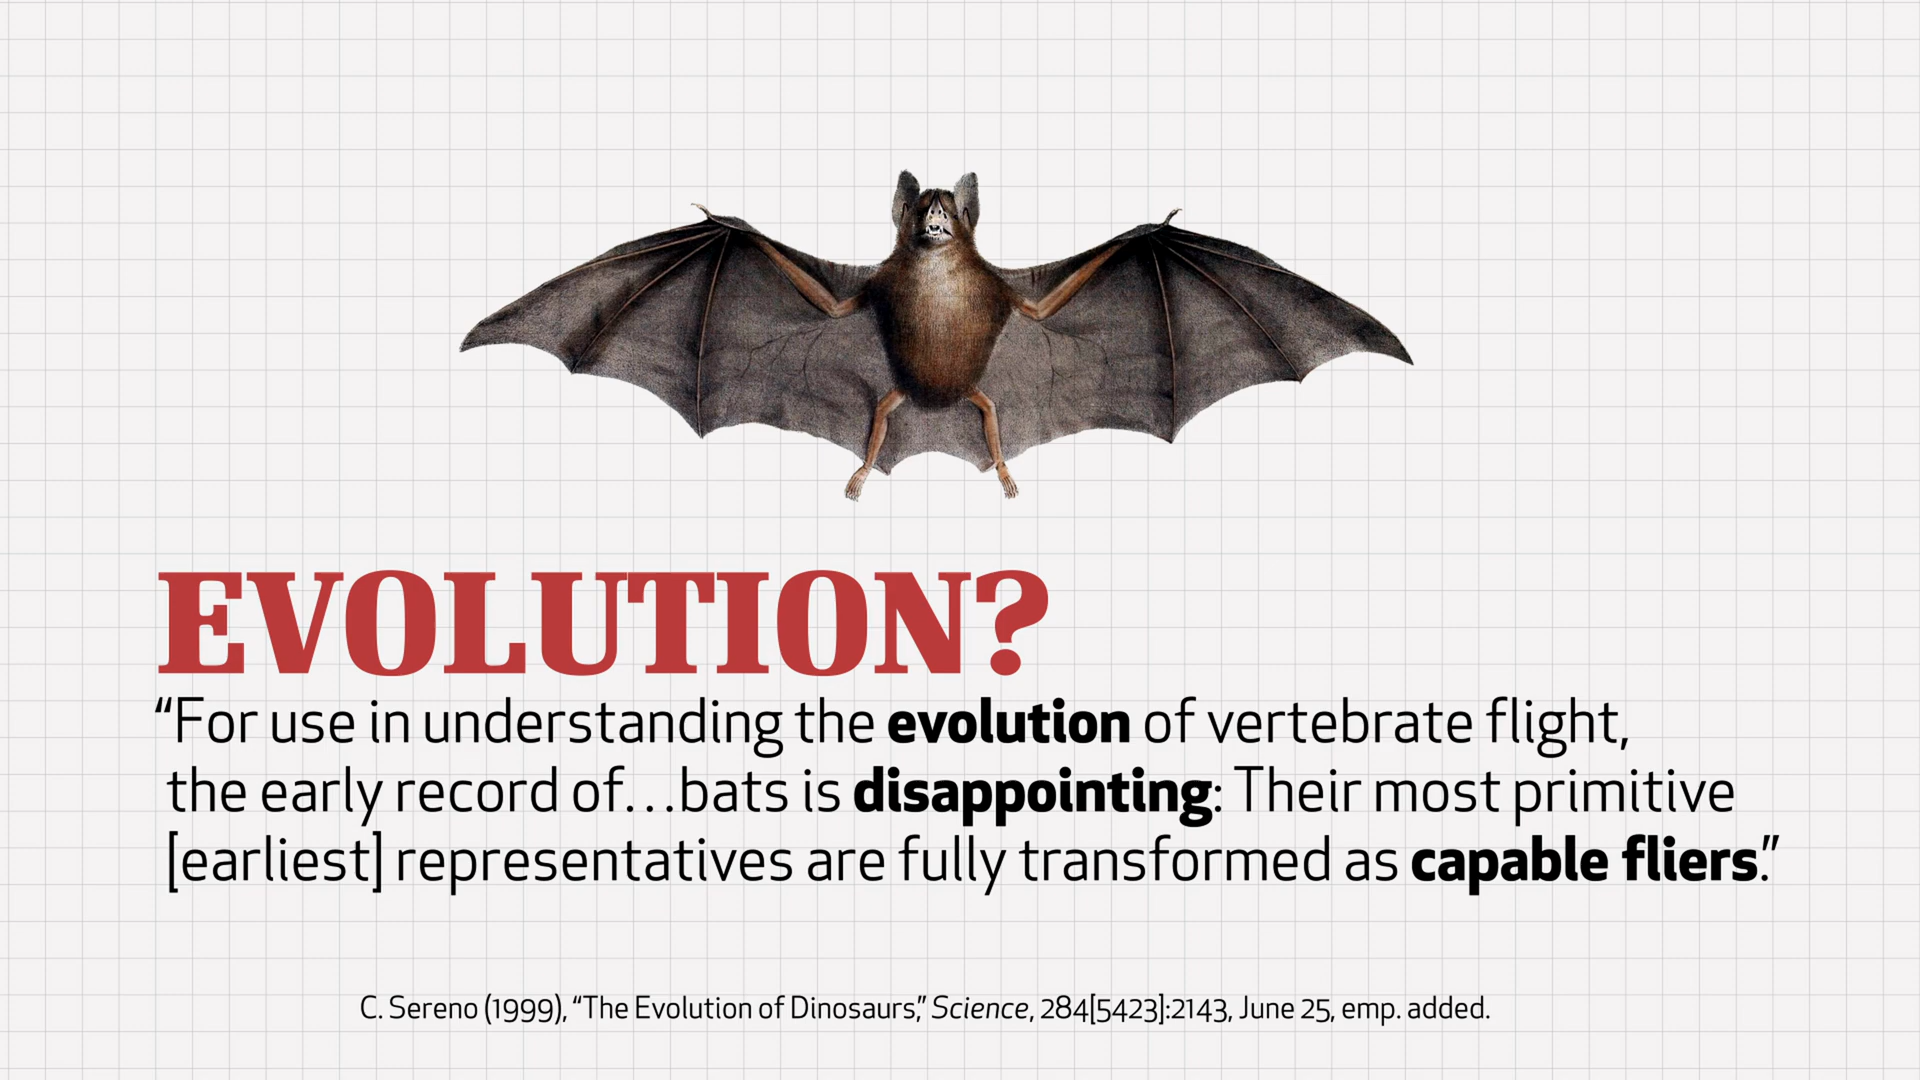 EVOLUTION?
“For use in understanding the evolution of vertebrate flight,
the early record of...bats is disappointing: Their most primitive
[earliest] representatives are fully transformed as capable fliers.”
C. Sereno (1999), “The Evolution of Dinosaurs,” Science, 284[5423]:2143, June 25, emp. added.